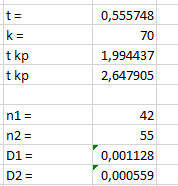 t = 0,555748
k = 70
t kp 1,994437
t kp 2,647905
n1 = 42
n2 = 55
D1 = 0,001128
D2 = 0,000559